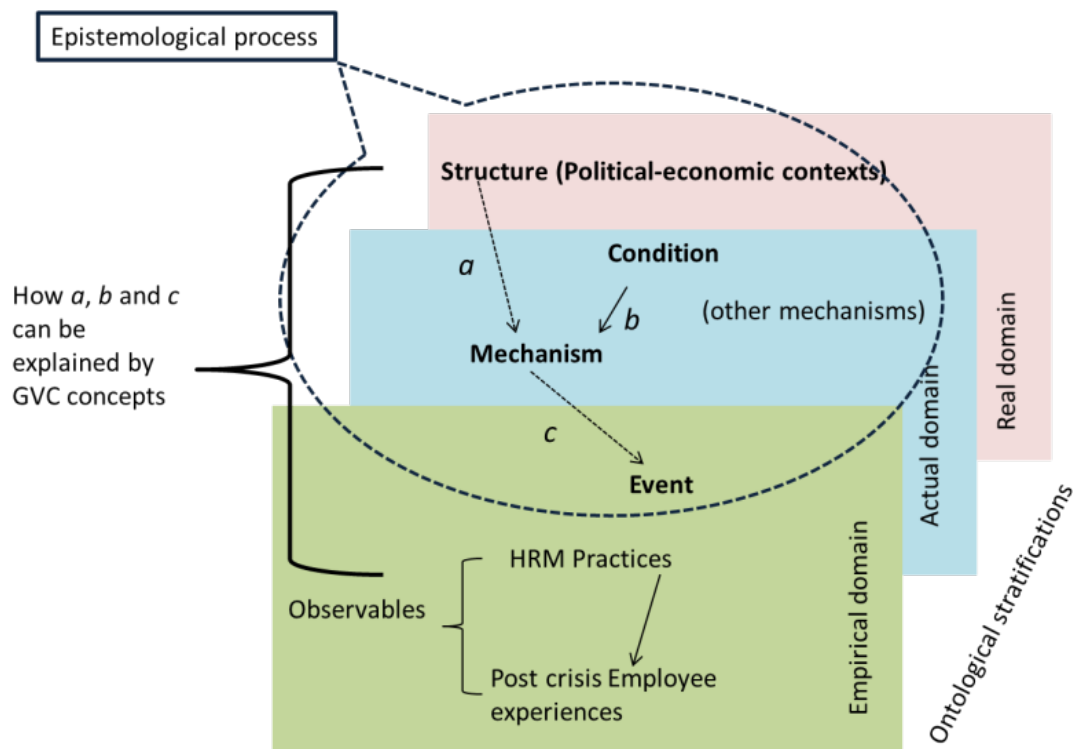 Epistemological process
Structure (Political-economic contexts)
Condition
a
How a, b and c
can be
explained by
GVC concepts
b
(other mechanisms)
Mechanism
Real domain
Actual domain
c
Event
Ontological stratifications
HRM Practices
Observables
Empirical domain
Post crisis Employee
experiences